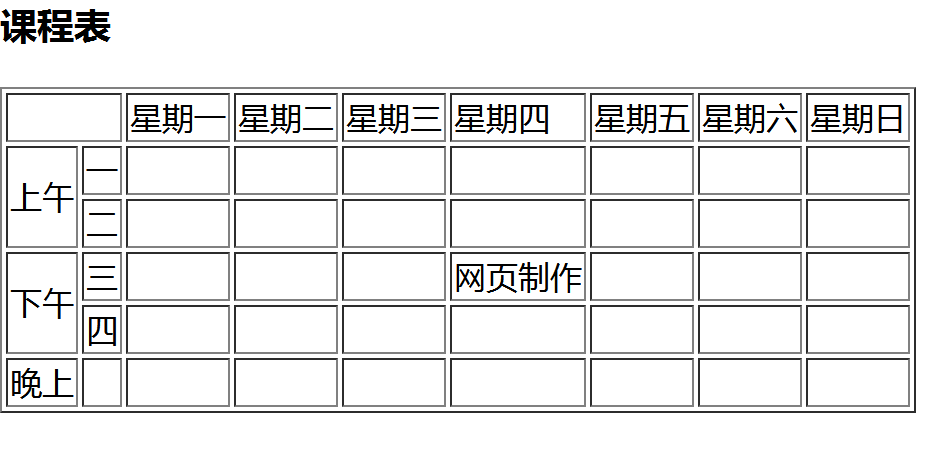 课程表
星期一 星期二 星期三 星期四 星期五 星期六 星期日
上午 一
二
下午 三 网页制作
四
晚上